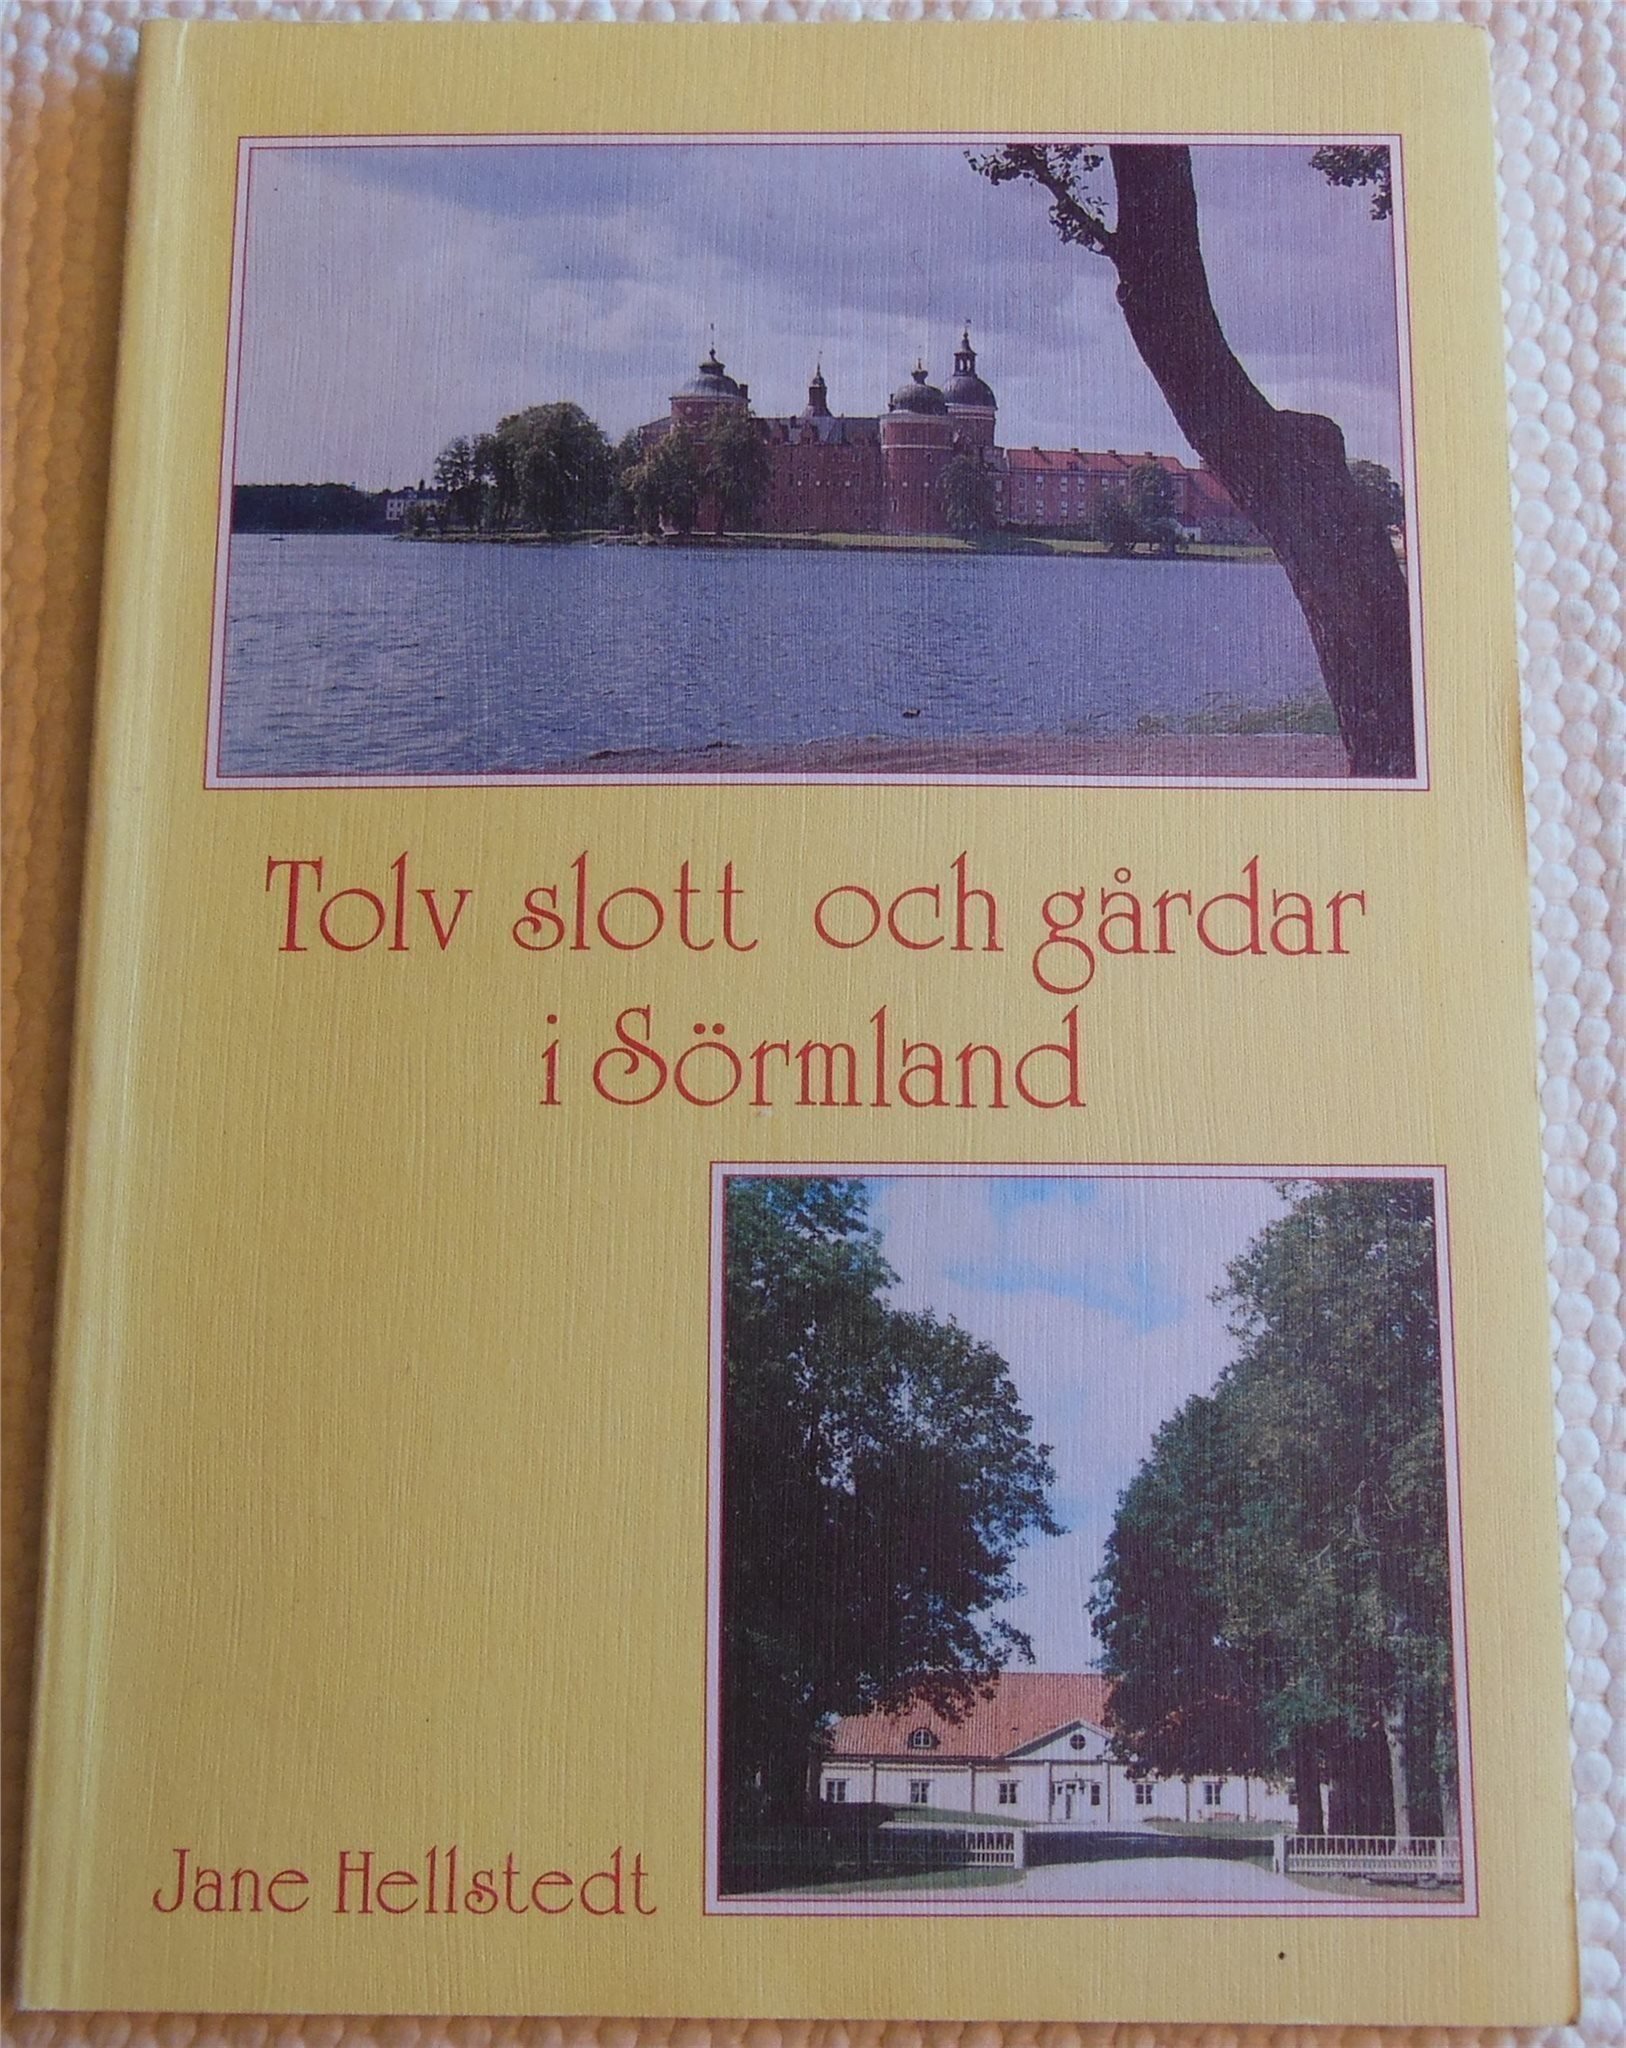 Tolv slott och gårdar
i Sörmland
Jane Hellstedt